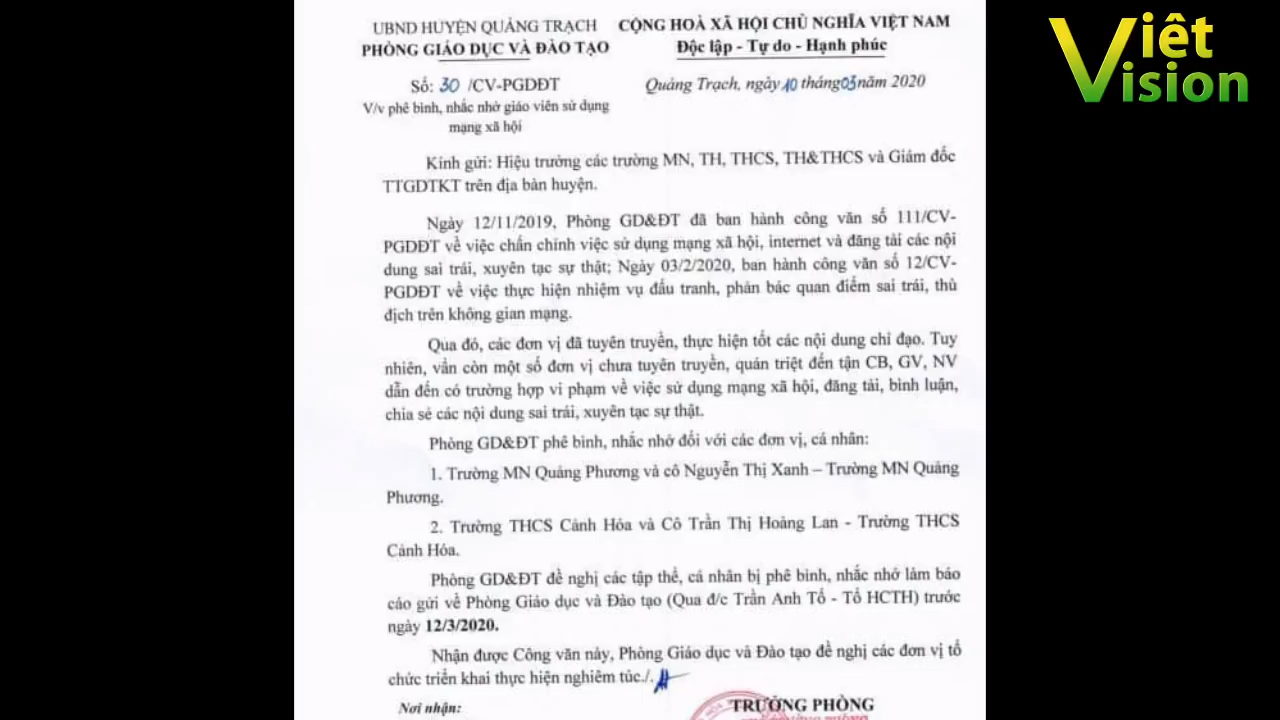 UBND HUYỆN QUẢNG TRẠCH
PHÒNG GIÁO DỤC VÀ ĐÀO TẠO
CỘNG HOÀ XÃ HỘI CHỦ NGHĨA VIỆT NAM
Độc lập - Tự do - Hạnh phúc
Số: 30 /CV-PGDĐT
Quảng Trạch, ngày 10 tháng 03 năm 2020
V/v phê bình, nhắc nhở giáo viên sử dụng
mạng xã hội
Việt
Vision
Kính gửi: Hiệu trưởng các trường MN, TH, THCS, TH&THCS và Giám đốc
TTGDTKT trên địa bàn huyện.
Ngày 12/11/2019, Phòng GD&ĐT đã ban hành công văn số 111/CV-
PGDĐT về việc chấn chỉnh việc sử dụng mạng xã hội, internet và đăng tải các nội
dung sai trái, xuyên tạc sự thật; Ngày 03/2/2020, ban hành công văn số 12/CV-
PGDĐT về việc thực hiện nhiệm vụ đấu tranh, phản bác quan điểm sai trái, thù
địch trên không gian mạng.
Qua đó, các đơn vị đã tuyên truyền, thực hiện tốt các nội dung chỉ đạo. Tuy
nhiên, vẫn còn một số đơn vị chưa tuyên truyền, quán triệt đến tận CB, GV, NV
dẫn đến có trường hợp vi phạm về việc sử dụng mạng xã hội, đăng tải, bình luận,
chia sẻ các nội dung sai trái, xuyên tạc sự thật.
Phòng GD&ĐT phê bình, nhắc nhở đối với các đơn vị, cá nhân:
1. Trường MN Quảng Phương và cô Nguyễn Thị Xanh – Trường MN Quảng
Phương.
2. Trường THCS Cảnh Hóa và Cô Trần Thị Hoàng Lan - Trường THCS
Cảnh Hóa.
Phòng GD&ĐT đề nghị các tập thể, cá nhân bị phê bình, nhắc nhở làm báo
cáo gửi về Phòng Giáo dục và Đào tạo (Qua đ/c Trần Anh Tố - Tổ HCTH) trước
ngày 12/3/2020.
Nhận được Công văn này, Phòng Giáo dục và Đào tạo đề nghị các đơn vị tổ
chức triển khai thực hiện nghiêm túc./.
Nơi nhận:
TRƯỞNG PHÒNG